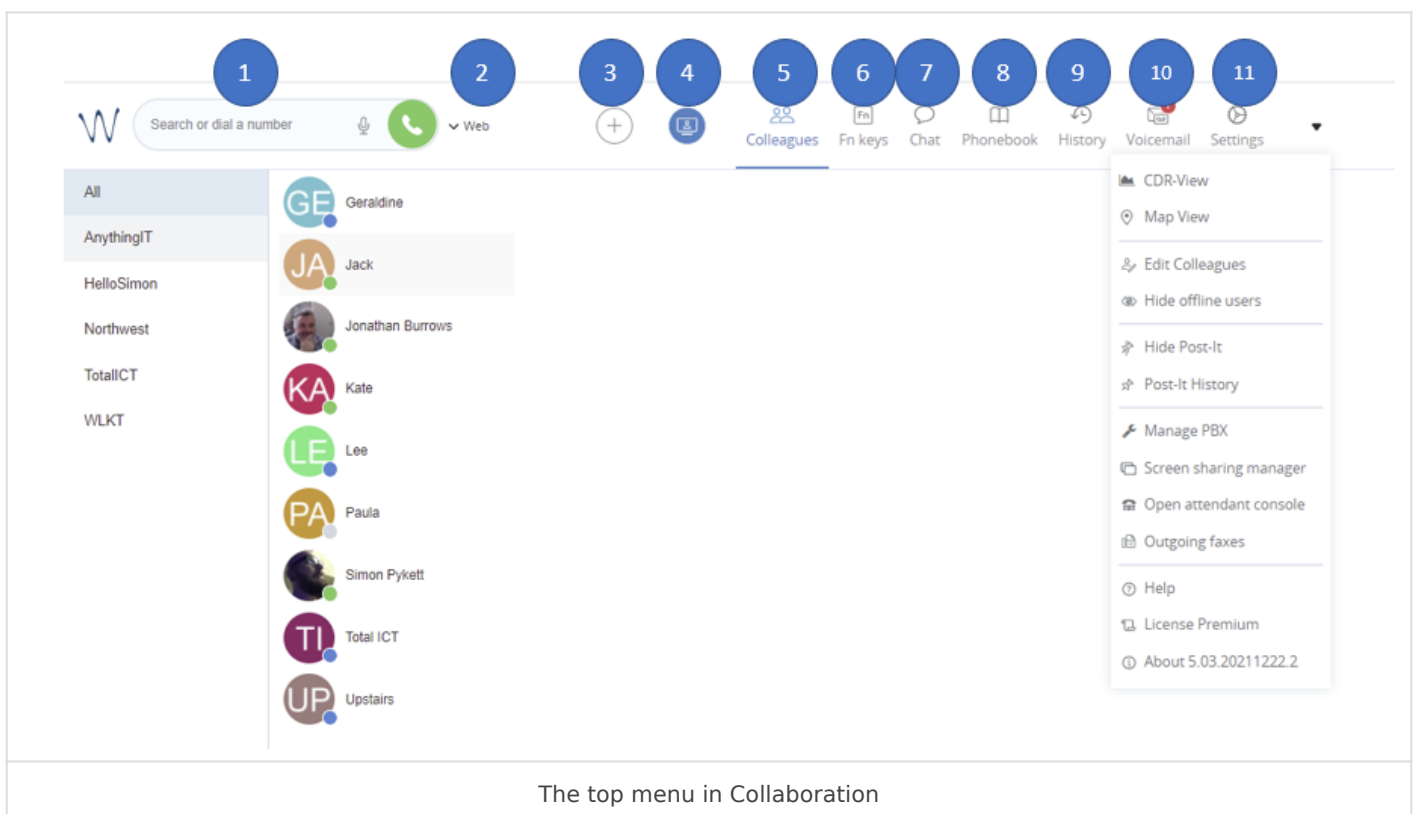 1 2 3 4 5 6 7 8 9 10 11
Search or dial a number Web
Fn
Colleagues Fn keys Chat Phonebook History Voicemail Settings
All
AnythingIT
HelloSimon
Northwest
TotalICT
WLKT
GE Geraldine
JA Jack
Jonathan Burrows
KA Kate
LE Lee
PA Paula
Simon Pykett
TI Total ICT
UP Upstairs
CDR-View
Map View
Edit Colleagues
Hide offline users
Hide Post-It
Post-It History
Manage PBX
Screen sharing manager
Open attendant console
Outgoing faxes
Help
License Premium
About 5.03.20211222.2
The top menu in Collaboration